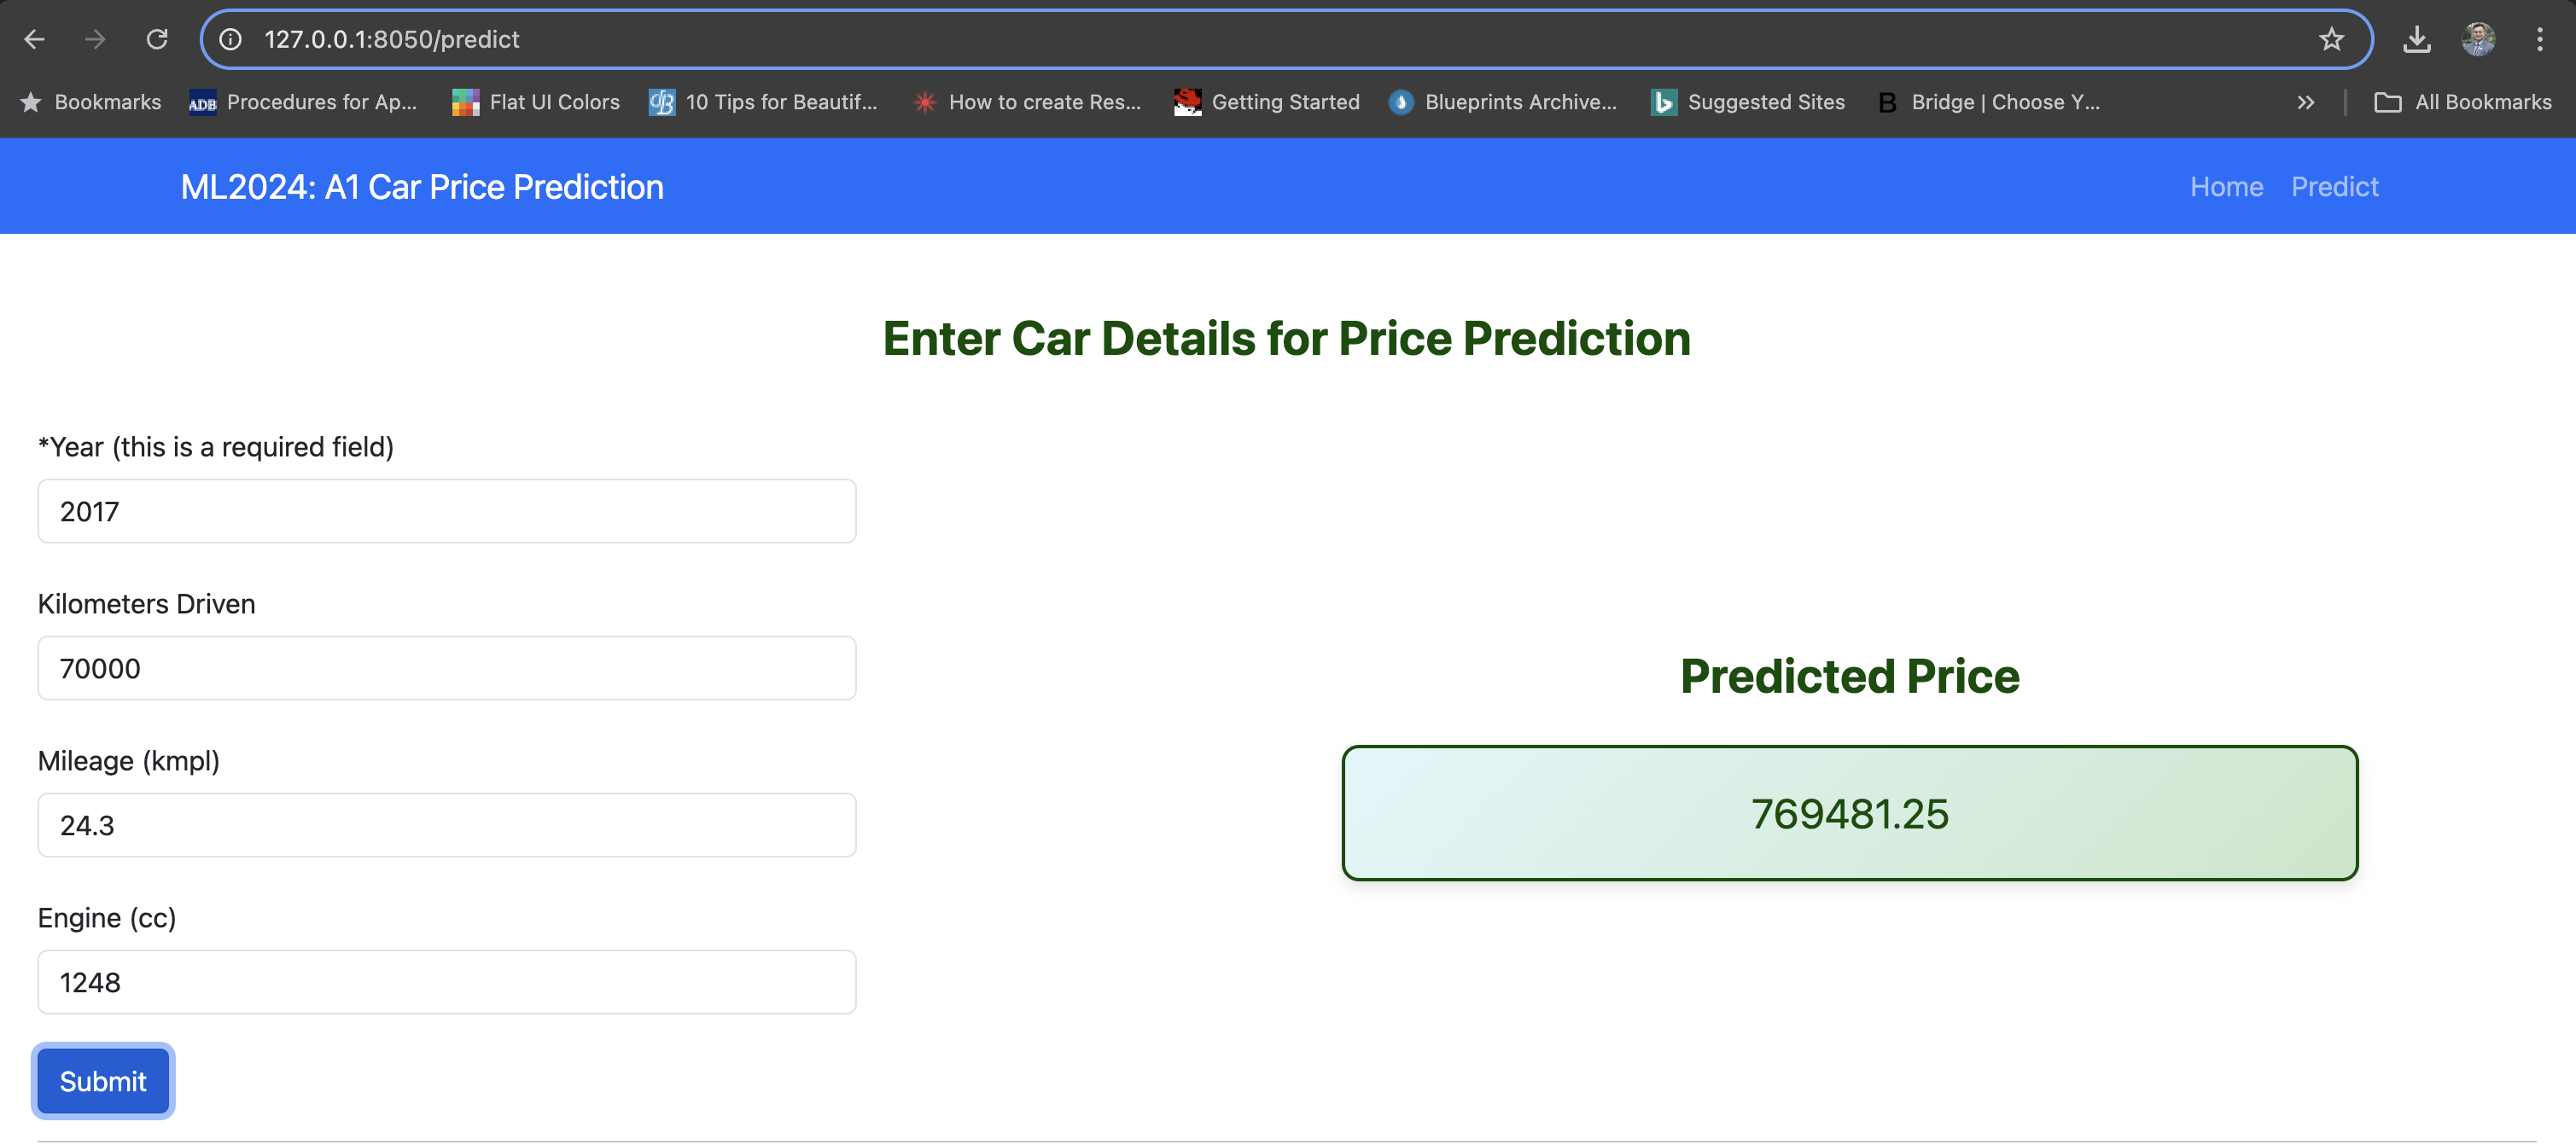 127.0.0.1:8050/predict
Bookmarks ADB Procedures for Ap... Flat UI Colors 10 Tips for Beautif... How to create Res... Getting Started Blueprints Archive... Suggested Sites B Bridge | Choose Y... All Bookmarks
ML2024: A1 Car Price Prediction Home Predict
Enter Car Details for Price Prediction
*Year (this is a required field)
2017
Kilometers Driven
70000
Mileage (kmpl)
24.3
Engine (cc)
1248
Submit
Predicted Price
769481.25